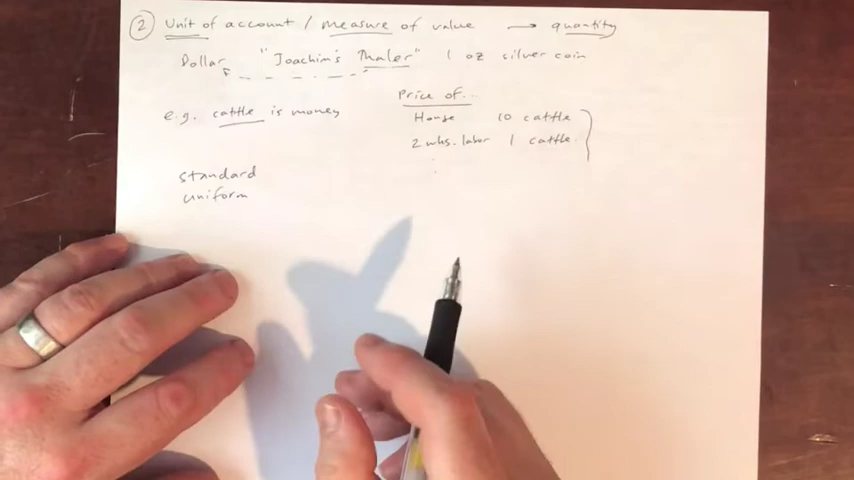 ② Unit of account / measure of value → quantity
Dollar "Joachim's Thaler" 1 oz silver coin
Price of...
e.g. cattle is money
House 10 cattle
2 wks. labor 1 cattle
standard
uniform